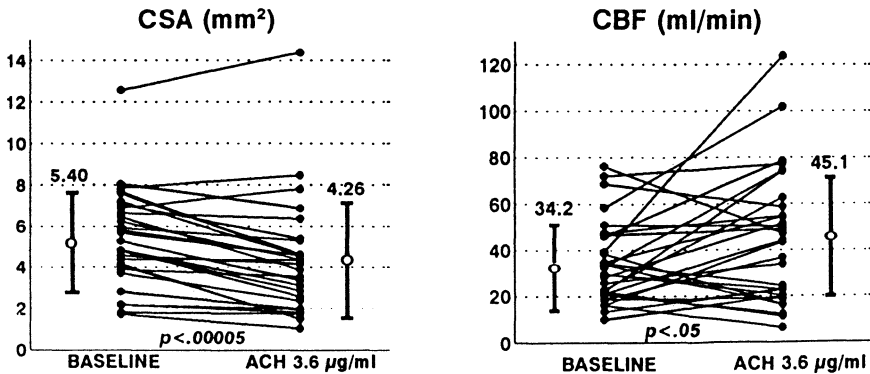 CSA (mm²)
14
12
10
8
6
4
2
0
5.40
4.26
p<.00005
BASELINE
ACH 3.6 µg/ml
CBF (ml/min)
120
100
80
60
40
20
0
34.2
45.1
p<.05
BASELINE
ACH 3.6 µg/ml